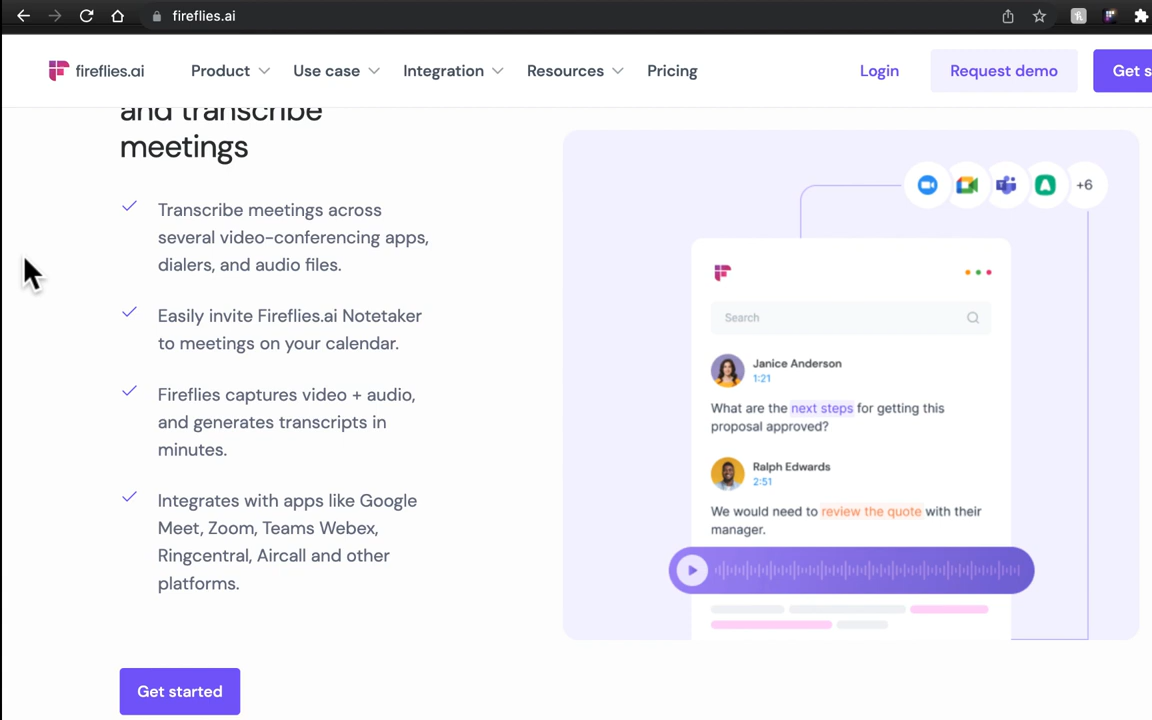 fireflies.ai
fireflies.ai
Product
Use case
Integration
Resources
Pricing
Login
Request demo
Get s
and transcribe
meetings
Transcribe meetings across
several video-conferencing apps,
dialers, and audio files.
Easily invite Fireflies.ai Notetaker
to meetings on your calendar.
Fireflies captures video + audio,
and generates transcripts in
minutes.
Integrates with apps like Google
Meet, Zoom, Teams Webex,
Ringcentral, Aircall and other
platforms.
Get started
+6
Search
Janice Anderson
1:21
What are the next steps for getting this
proposal approved?
Ralph Edwards
2:51
We would need to review the quote with their
manager.